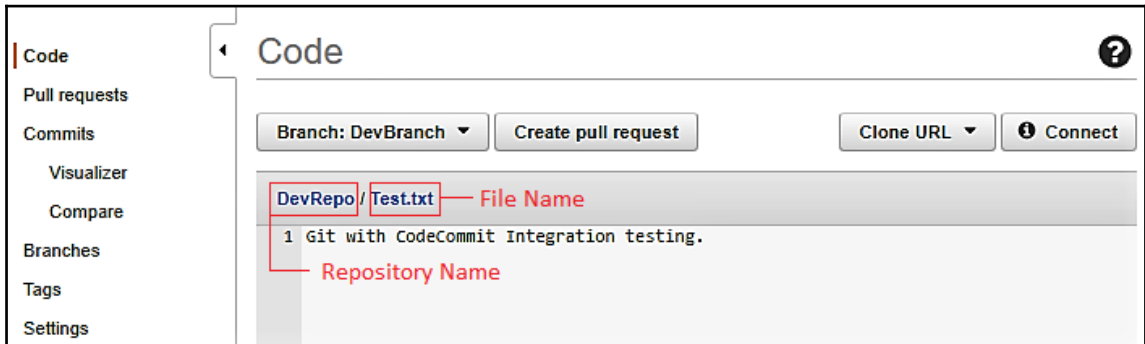 Code
Pull requests
Commits
Visualizer
Compare
Branches
Tags
Settings
Code
?
Branch: DevBranch
Create pull request
Clone URL
Connect
DevRepo / Test.txt
File Name
1 Git with CodeCommit Integration testing.
Repository Name